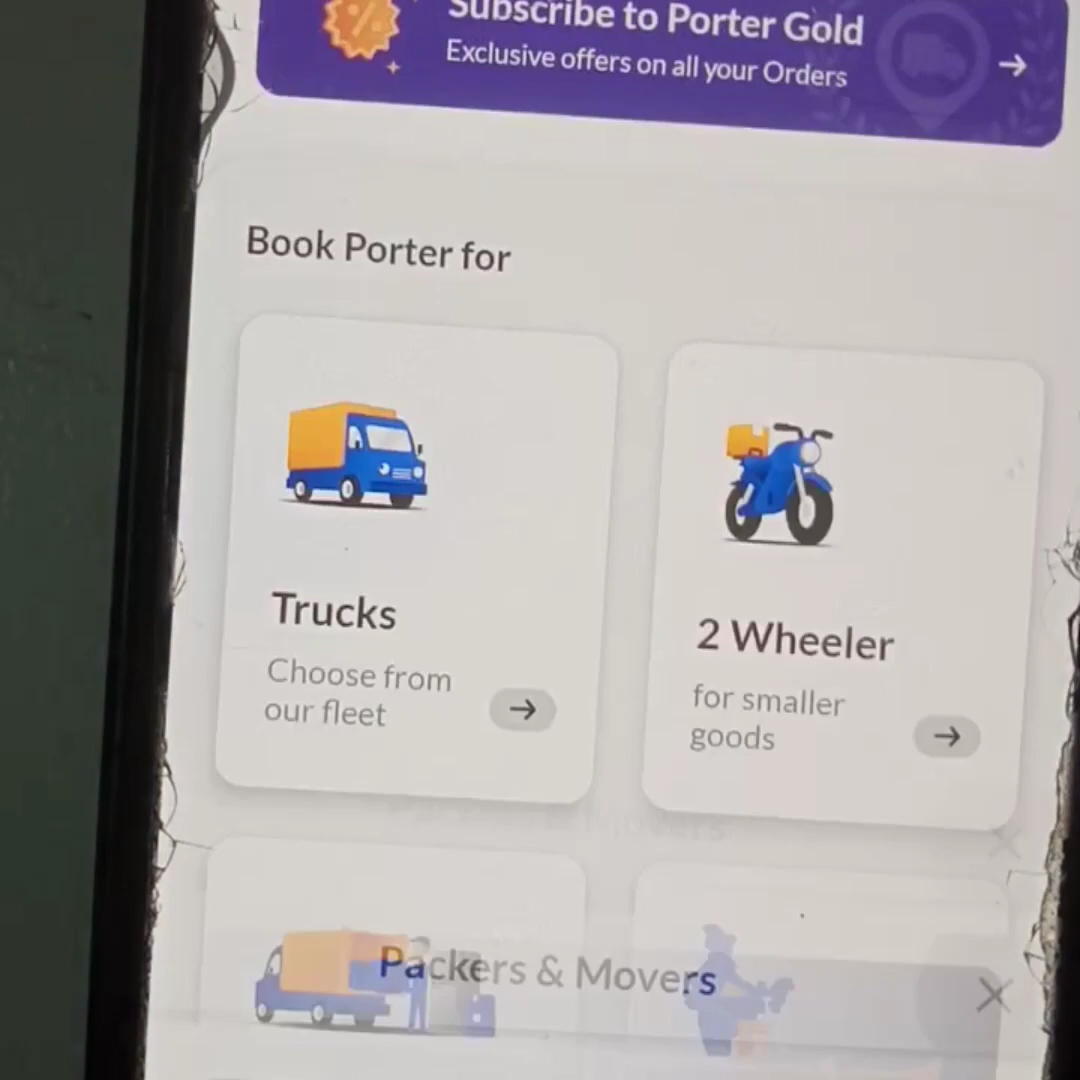 Subscribe to Porter Gold
Exclusive offers on all your Orders
Book Porter for
Trucks
Choose from
our fleet
2 Wheeler
for smaller
goods
Packers & Movers